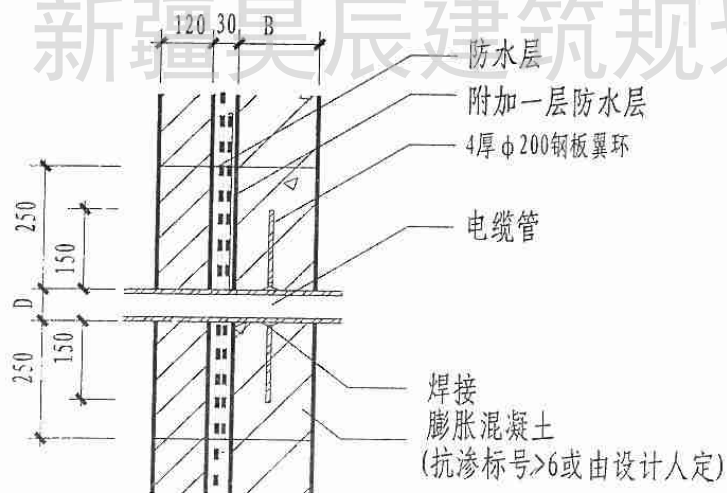 新疆昊辰建筑规划
120 30 B
防水层
附加一层防水层
4厚φ200钢板翼环
电缆管
250
150
D
150
250
焊接
膨胀混凝土
(抗渗标号>6或由设计人定)